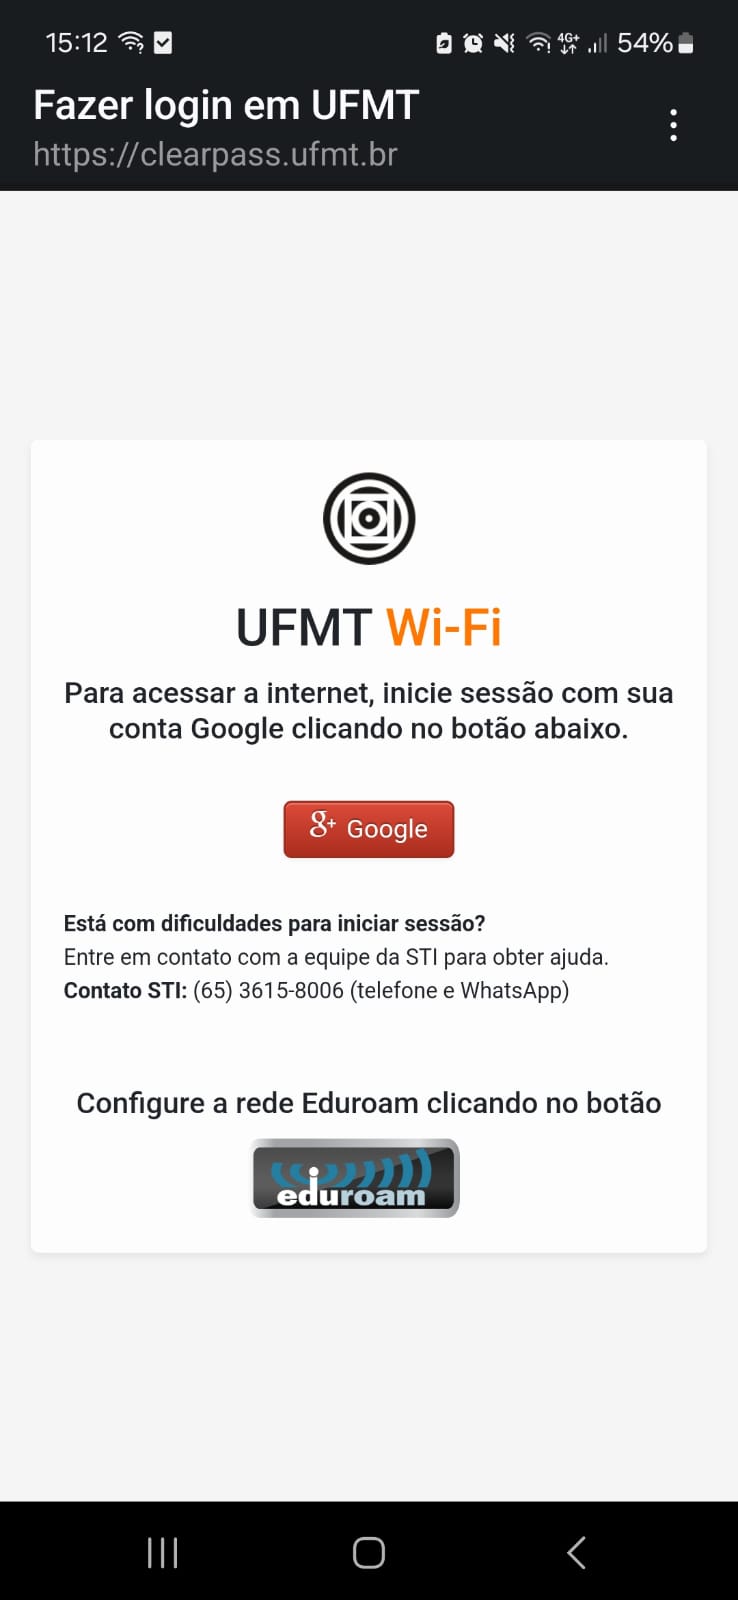 15:12 4G+ 54%
Fazer login em UFMT
https://clearpass.ufmt.br
UFMT Wi-Fi
Para acessar a internet, inicie sessão com sua
conta Google clicando no botão abaixo.
g+ Google
Está com dificuldades para iniciar sessão?
Entre em contato com a equipe da STI para obter ajuda.
Contato STI: (65) 3615-8006 (telefone e WhatsApp)
Configure a rede Eduroam clicando no botão
eduroam